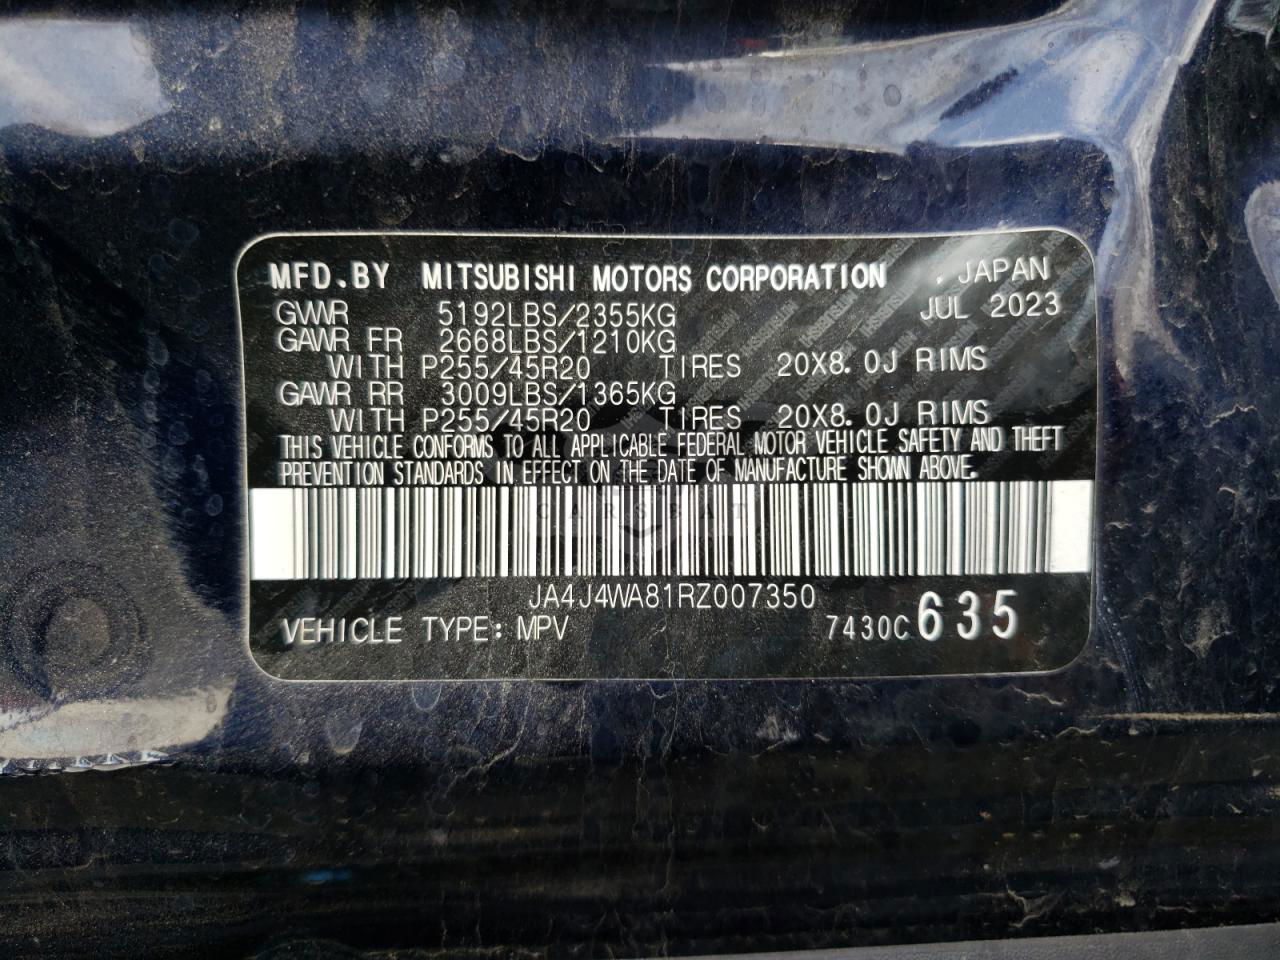 MFD.BY MITSUBISHI MOTORS CORPORATION , JAPAN
GVWR 5192LBS/2355KG JUL 2023
GAWR FR 2668LBS/1210KG
WITH P255/45R20 TIRES 20X8.0J RIMS
GAWR RR 3009LBS/1365KG
WITH P255/45R20 TIRES 20X8.0J RIMS
THIS VEHICLE CONFORMS TO ALL APPLICABLE FEDERAL MOTOR VEHICLE SAFETY AND THEFT
PREVENTION STANDARDS IN EFFECT ON THE DATE OF MANUFACTURE SHOWN ABOVE.
JA4J4WA81RZ007350
VEHICLE TYPE: MPV 7430C635